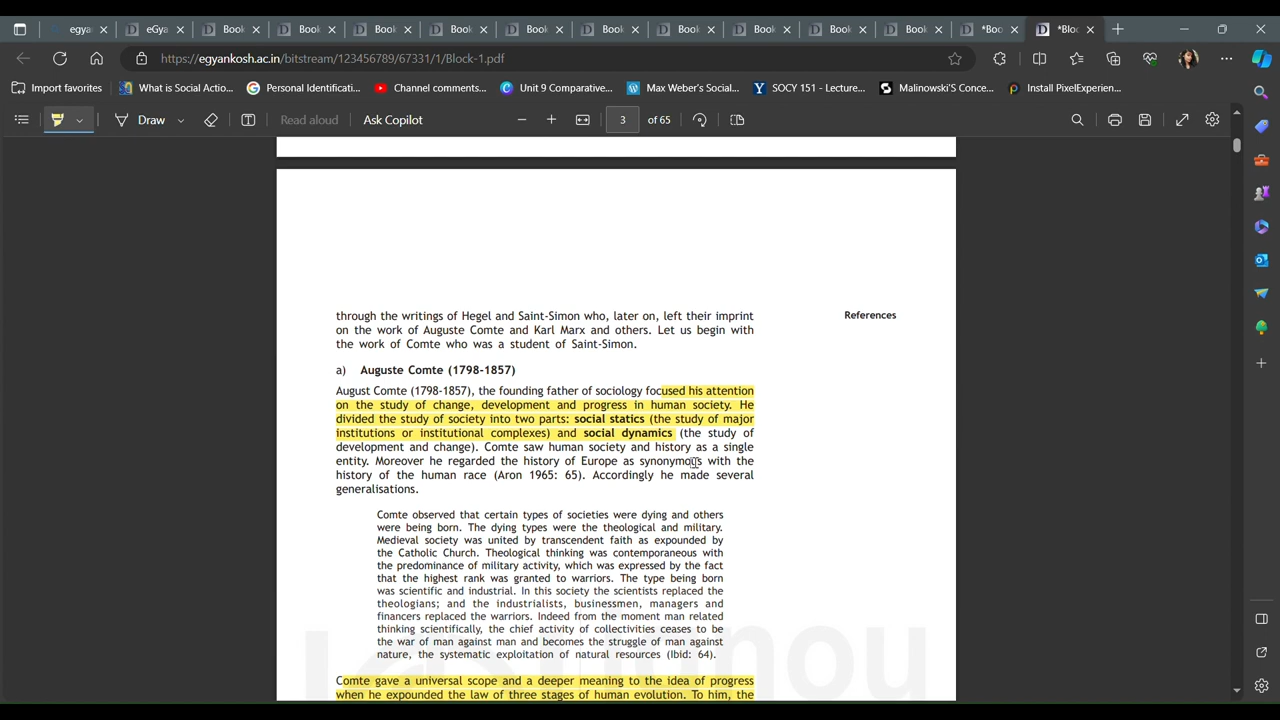 egya
eGya
Book
Book
Book
Book
Book
Book
Book
Book
Book
Book
*Boo
*Bloc
https://egyankosh.ac.in/bitstream/123456789/67331/1/Block-1.pdf
Import favorites
What is Social Actio...
Personal Identificati...
Channel comments...
Unit 9 Comparative...
Max Weber's Social...
SOCY 151 - Lecture...
Malinowski'S Conce...
Install PixelExperien...
Draw
Read aloud
Ask Copilot
3
of 65
through the writings of Hegel and Saint-Simon who, later on, left their imprint
on the work of Auguste Comte and Karl Marx and others. Let us begin with
the work of Comte who was a student of Saint-Simon.
References
a) Auguste Comte (1798-1857)
August Comte (1798-1857), the founding father of sociology focused his attention
on the study of change, development and progress in human society. He
divided the study of society into two parts: social statics (the study of major
institutions or institutional complexes) and social dynamics (the study of
development and change). Comte saw human society and history as a single
entity. Moreover he regarded the history of Europe as synonymous with the
history of the human race (Aron 1965: 65). Accordingly he made several
generalisations.
Comte observed that certain types of societies were dying and others
were being born. The dying types were the theological and military.
Medieval society was united by transcendent faith as expounded by
the Catholic Church. Theological thinking was contemporaneous with
the predominance of military activity, which was expressed by the fact
that the highest rank was granted to warriors. The type being born
was scientific and industrial. In this society the scientists replaced the
theologians; and the industrialists, businessmen, managers and
financers replaced the warriors. Indeed from the moment man related
thinking scientifically, the chief activity of collectivities ceases to be
the war of man against man and becomes the struggle of man against
nature, the systematic exploitation of natural resources (Ibid: 64).
Comte gave a universal scope and a deeper meaning to the idea of progress
when he expounded the law of three stages of human evolution. To him, the